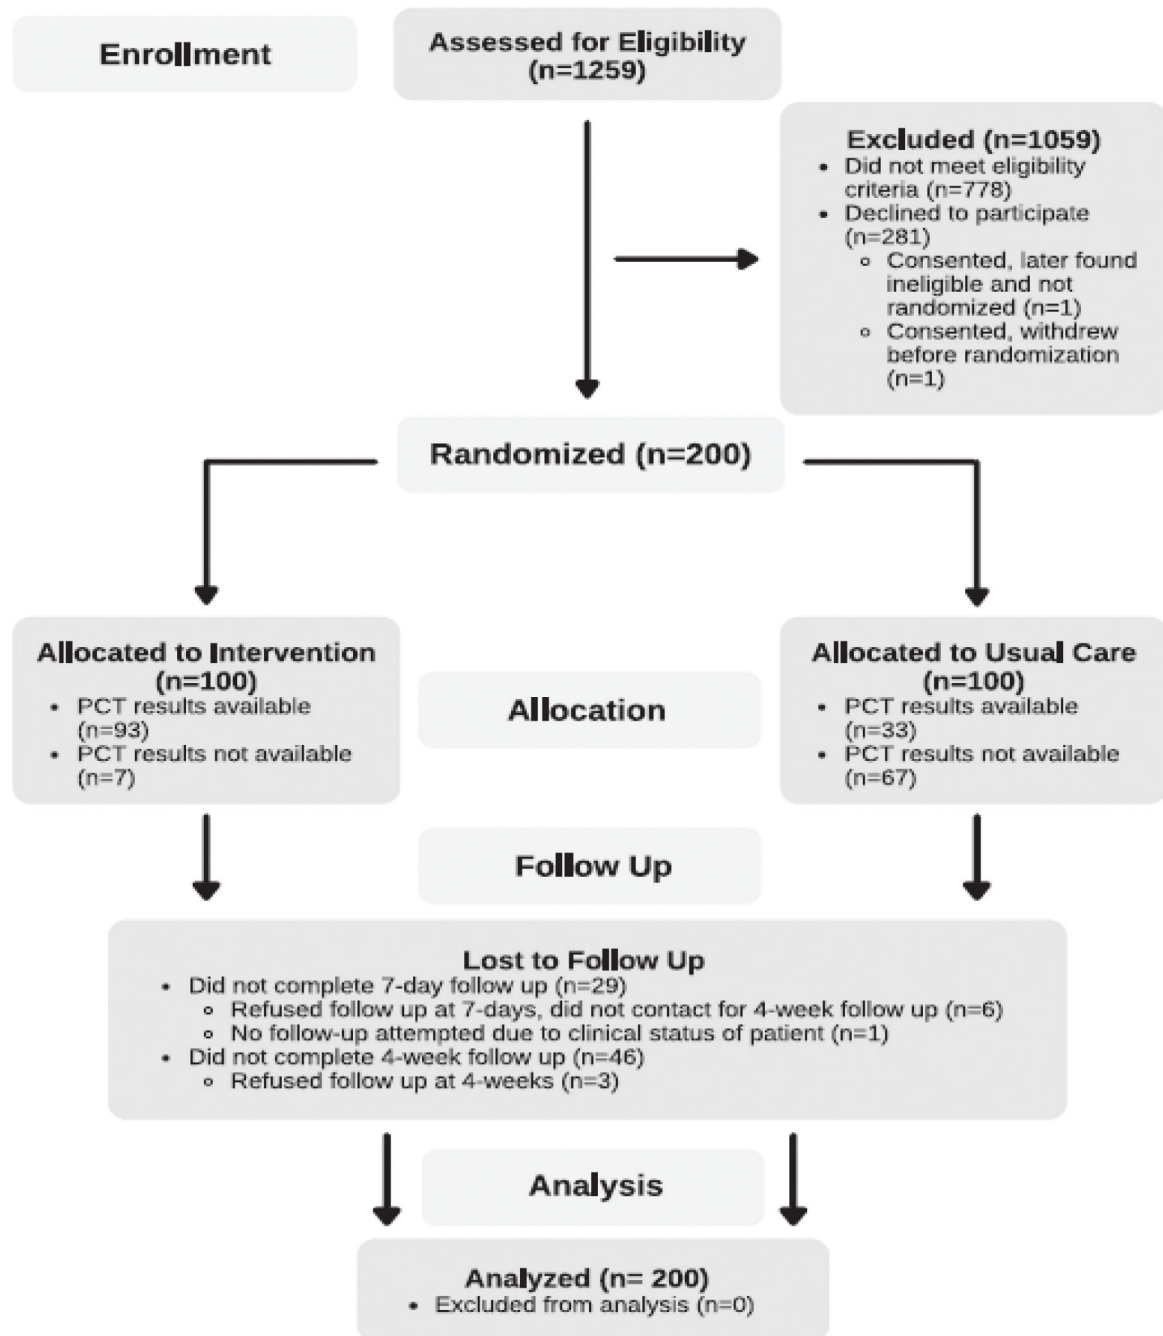 Enrollment
Assessed for Eligibility
(n=1259)
Excluded (n=1059)
• Did not meet eligibility
criteria (n=778)
• Declined to participate
(n=281)
◦ Consented, later found
ineligible and not
randomized (n=1)
◦ Consented, withdrew
before randomization
(n=1)
Randomized (n=200)
Allocated to Intervention
(n=100)
• PCT results available
(n=93)
• PCT results not available
(n=7)
Allocation
Allocated to Usual Care
(n=100)
• PCT results available
(n=33)
• PCT results not available
(n=67)
Follow Up
Lost to Follow Up
• Did not complete 7-day follow up (n=29)
◦ Refused follow up at 7-days, did not contact for 4-week follow up (n=6)
◦ No follow-up attempted due to clinical status of patient (n=1)
• Did not complete 4-week follow up (n=46)
◦ Refused follow up at 4-weeks (n=3)
Analysis
Analyzed (n= 200)
• Excluded from analysis (n=0)